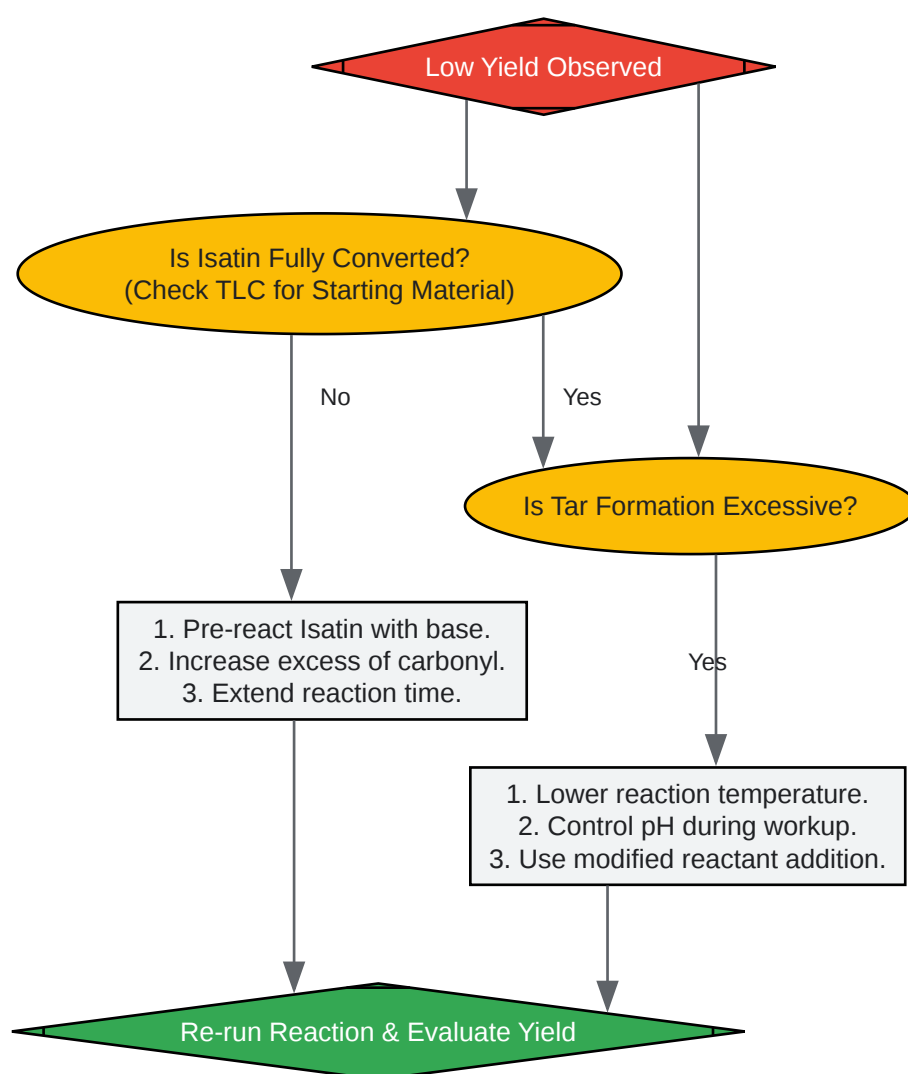 Low Yield Observed
Is Isatin Fully Converted?
(Check TLC for Starting Material)
No
Yes
Is Tar Formation Excessive?
1. Pre-react Isatin with base.
2. Increase excess of carbonyl.
3. Extend reaction time.
Yes
1. Lower reaction temperature.
2. Control pH during workup.
3. Use modified reactant addition.
Re-run Reaction & Evaluate Yield